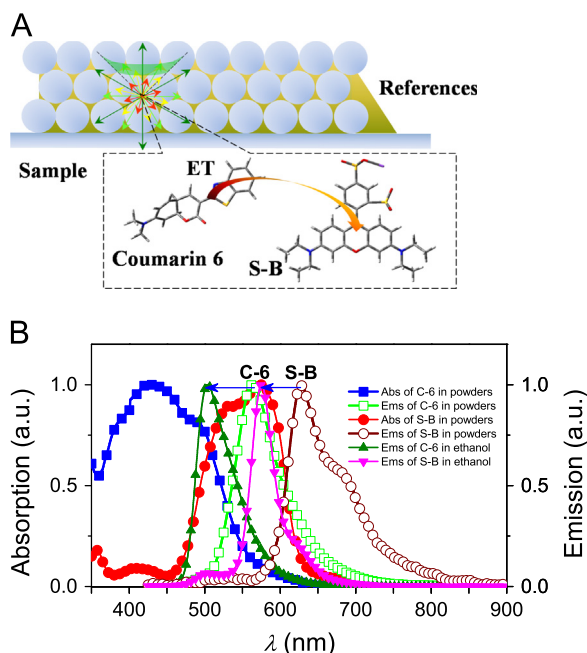 A
References
Sample
ET
Coumarin 6
S-B
B
C-6 S-B
Abs of C-6 in powders
Ems of C-6 in powders
Abs of S-B in powders
Ems of S-B in powders
Ems of C-6 in ethanol
Ems of S-B in ethanol
Absorption (a.u.)
1.0
0.5
0.0
Emission (a.u.)
1.0
0.5
0.0
400 500 600 700 800 900
λ (nm)